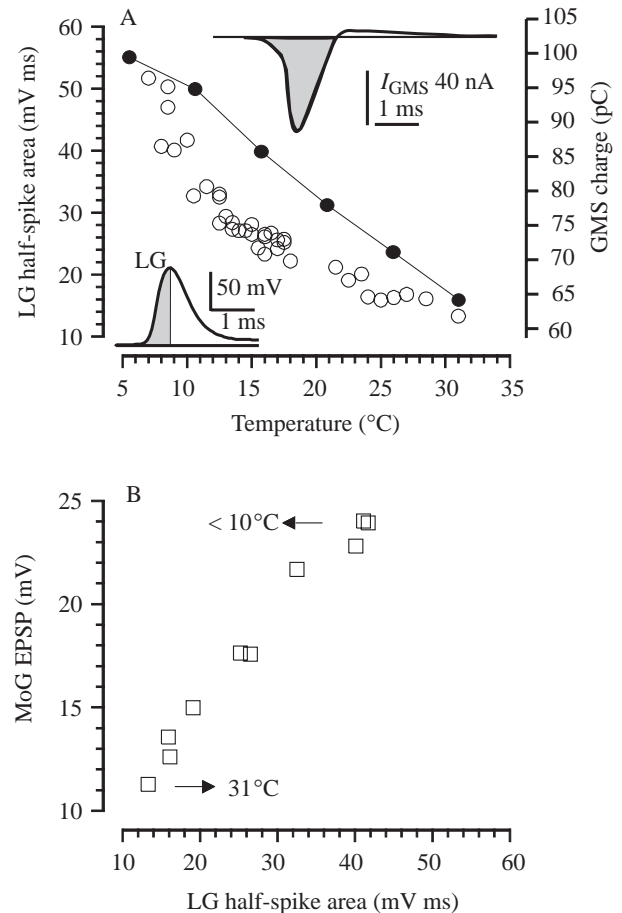 A
LG half-spike area (mV ms)
60
50
40
30
20
10
GMS charge (pC)
105
100
95
90
85
80
75
70
65
60
I GMS 40 nA
1 ms
LG
50 mV
1 ms
5 10 15 20 25 30 35
Temperature (°C)
B
MoG EPSP (mV)
25
20
15
10
< 10°C
31°C
10 20 30 40 50 60
LG half-spike area (mV ms)